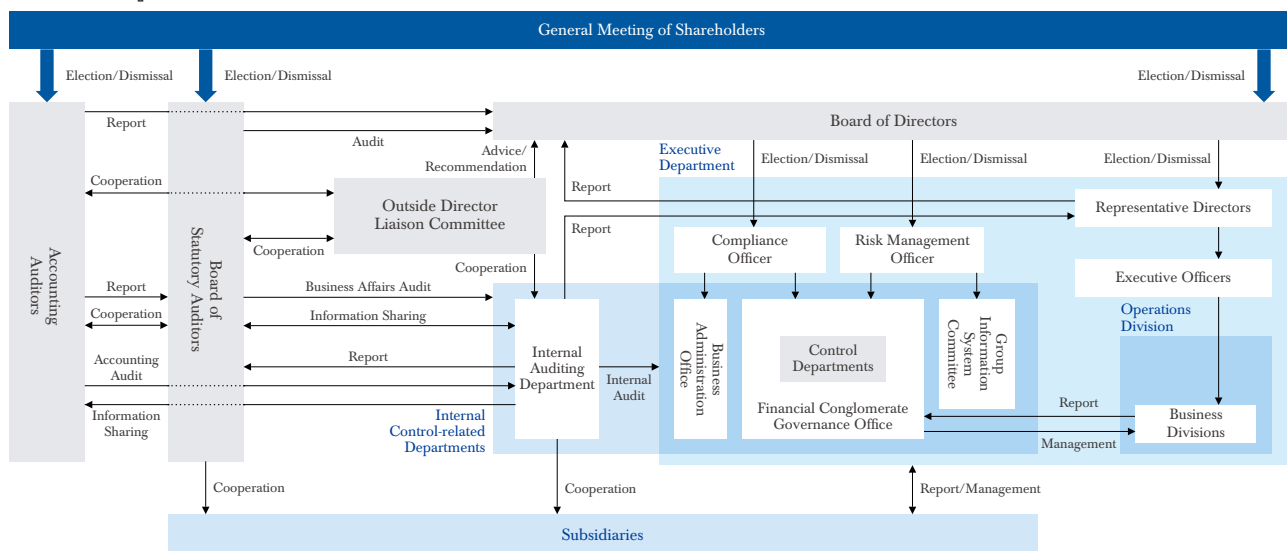 General Meeting of Shareholders
Election/Dismissal
Election/Dismissal
Election/Dismissal
Report
Audit
Board of Directors
Advice/
Recommendation
Executive
Department
Election/Dismissal
Election/Dismissal
Election/Dismissal
Cooperation
Report
Outside Director
Liaison Committee
Representative Directors
Report
Cooperation
Compliance
Officer
Risk Management
Officer
Accounting
Auditors
Board of
Statutory Auditors
Cooperation
Executive Officers
Report
Business Affairs Audit
Cooperation
Information Sharing
Operations
Division
Business
Administration
Office
Group
Information
System
Committee
Report
Internal
Auditing
Department
Control
Departments
Accounting
Audit
Internal
Audit
Financial Conglomerate
Governance Office
Information
Sharing
Internal
Control-related
Departments
Report
Business
Divisions
Management
Cooperation
Cooperation
Report/Management
Subsidiaries